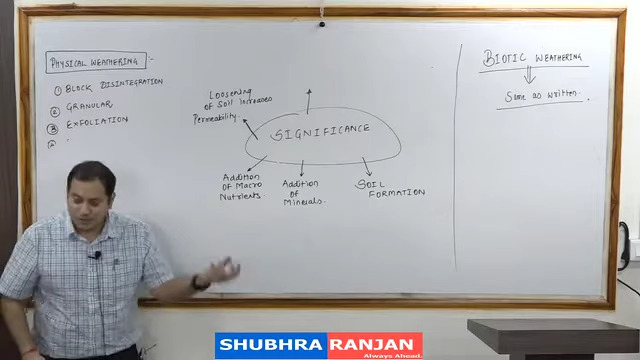 PHYSICAL WEATHERING :-
① BLOCK DISINTEGRATION
② GRANULAR
③ EXFOLIATION
Loosening
of Soil Increases
Permeability.
SIGNIFICANCE
Addition
of Macro
Nutrients
Addition
of
Minerals.
SOIL
FORMATION
BIOTIC WEATHERING
Same as written.
SHUBHRA RANJAN
Always Ahead.